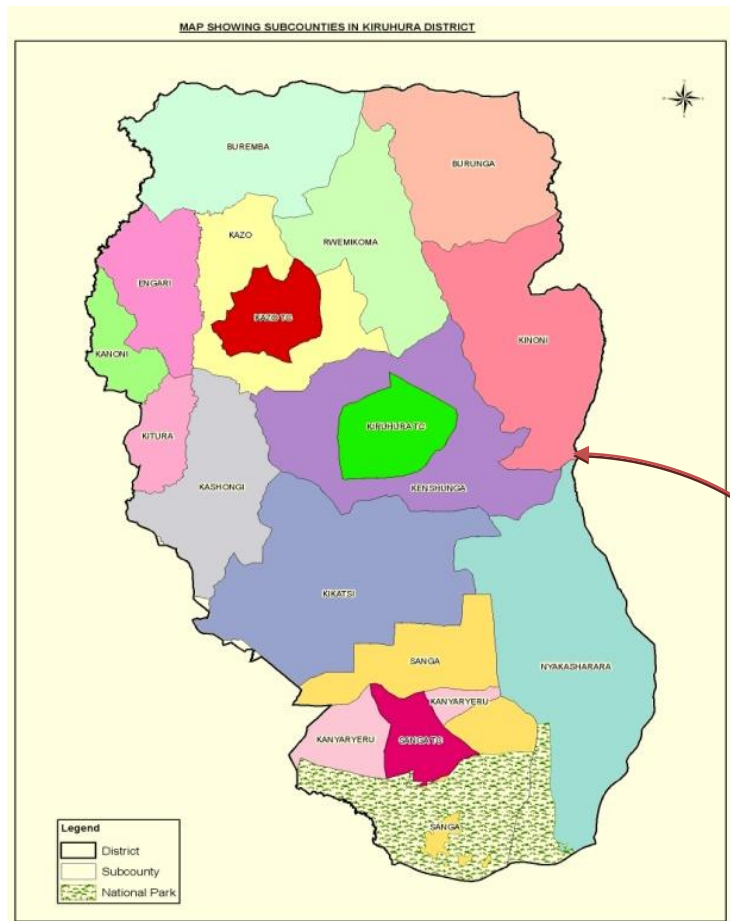 MAP SHOWING SUBCOUNTIES IN KIRUHURA DISTRICT
BUREMBA
BURUNGA
KAZO
RWEMIKOMA
ENGARI
KAZO TC
KINONI
KANONI
KIRUHURA TC
KITURA
KASHONGI
KENSHUNGA
KIKATSI
SANGA
NYAKASHARARA
KANYARYERU
KANYARYERU
SANGA TC
SANGA
Legend
District
Subcounty
National Park